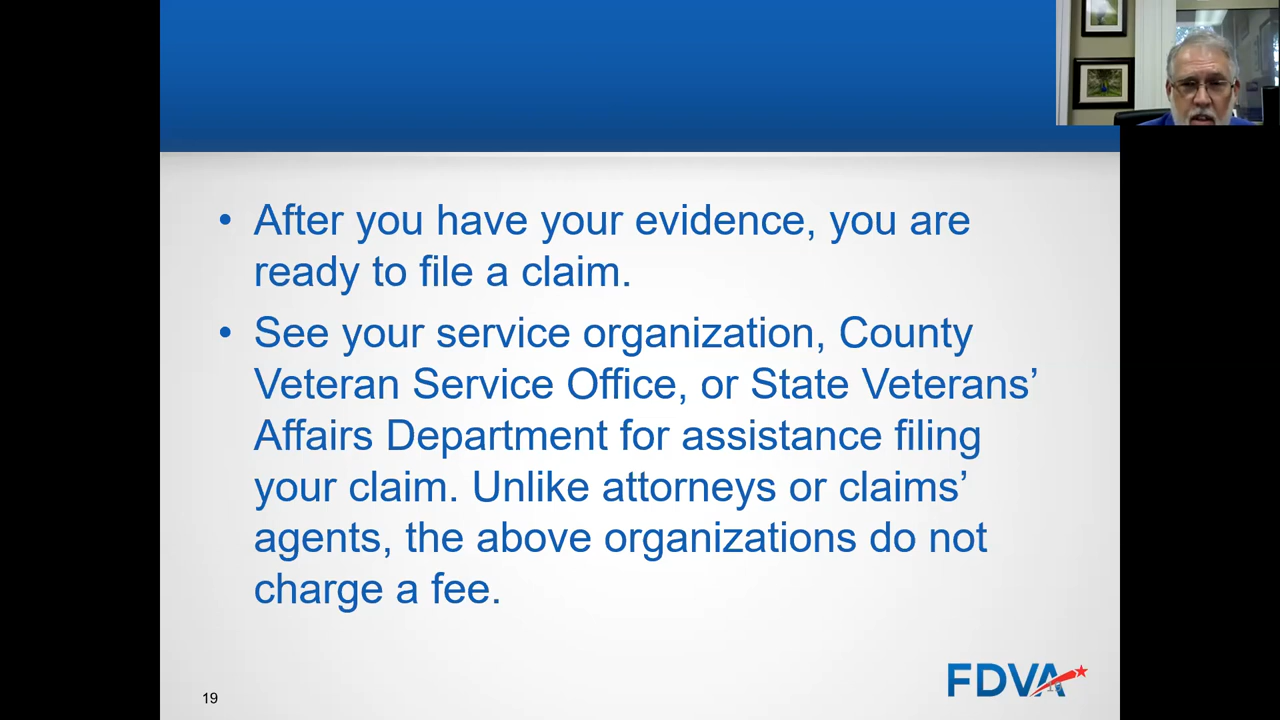 • After you have your evidence, you are
ready to file a claim.
• See your service organization, County
Veteran Service Office, or State Veterans’
Affairs Department for assistance filing
your claim. Unlike attorneys or claims’
agents, the above organizations do not
charge a fee.
19
FDVA